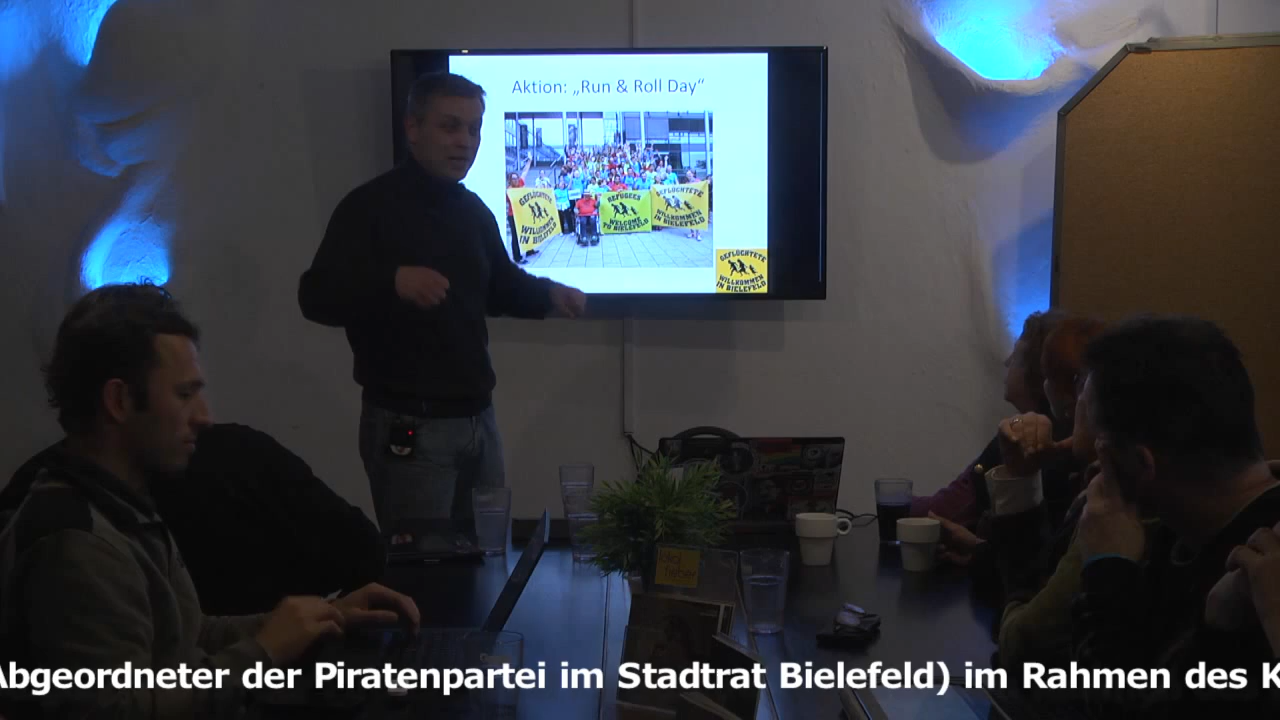 Aktion: „Run & Roll Day“
GEFLÜCHTETE
WILLKOMMEN
IN BIELEFELD
REFUGEES
WELCOME
TO BIELEFELD
GEFLÜCHTETE
WILLKOMMEN
IN BIELEFELD
GEFLÜCHTETE
WILLKOMMEN
IN BIELEFELD
Abgeordneter der Piratenpartei im Stadtrat Bielefeld) im Rahmen des K